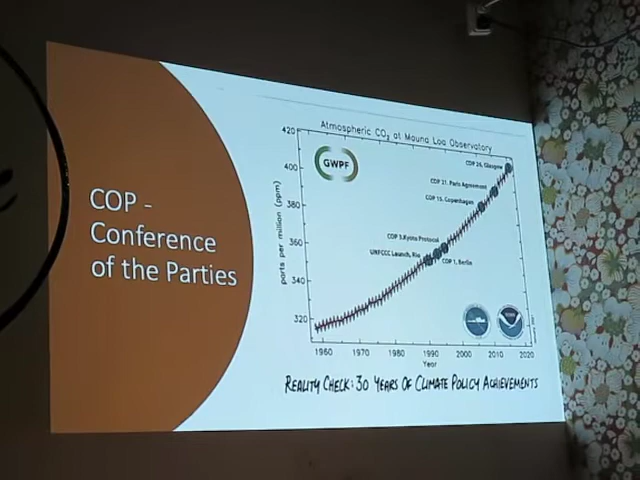 COP -
Conference
of the Parties
Atmospheric CO2 at Mauna Loa Observatory
GWPF
parts per million (ppm)
420
400
380
360
340
320
COP 26, Glasgow
COP 21, Paris Agreement
COP 15, Copenhagen
COP 3, Kyoto Protocol
UNFCCC Launch, Rio
COP 1, Berlin
1960
1970
1980
1990
2000
2010
2020
Year
REALITY CHECK: 30 YEARS OF CLIMATE POLICY ACHIEVEMENTS